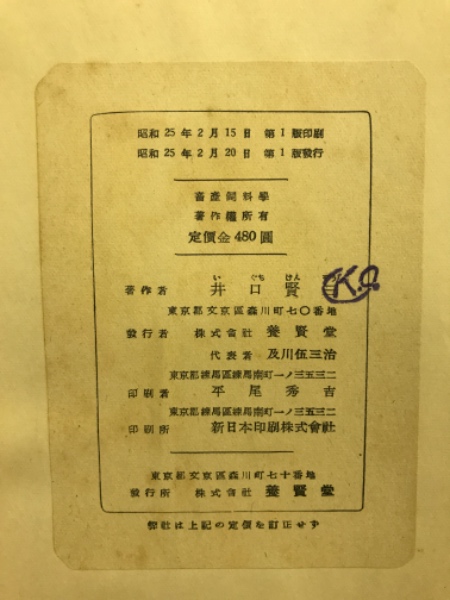 昭和25年2月15日 第1版印刷
昭和25年2月20日 第1版發行
畜產飼料學
著作權所有
定價金480圓
い ぐち けん
著作者 井口賢
K.O.
東京都文京區森川町七〇番地
發行者 株式會社 養賢堂
代表者 及川伍三治
東京都練馬區練馬南町一ノ三五三二
印刷者 平尾秀吉
東京都練馬區練馬南町一ノ三五三二
印刷所 新日本印刷株式會社
東京都文京區森川町七十番地
發行所 株式會社 養賢堂
弊社は上記の定價を訂正せず